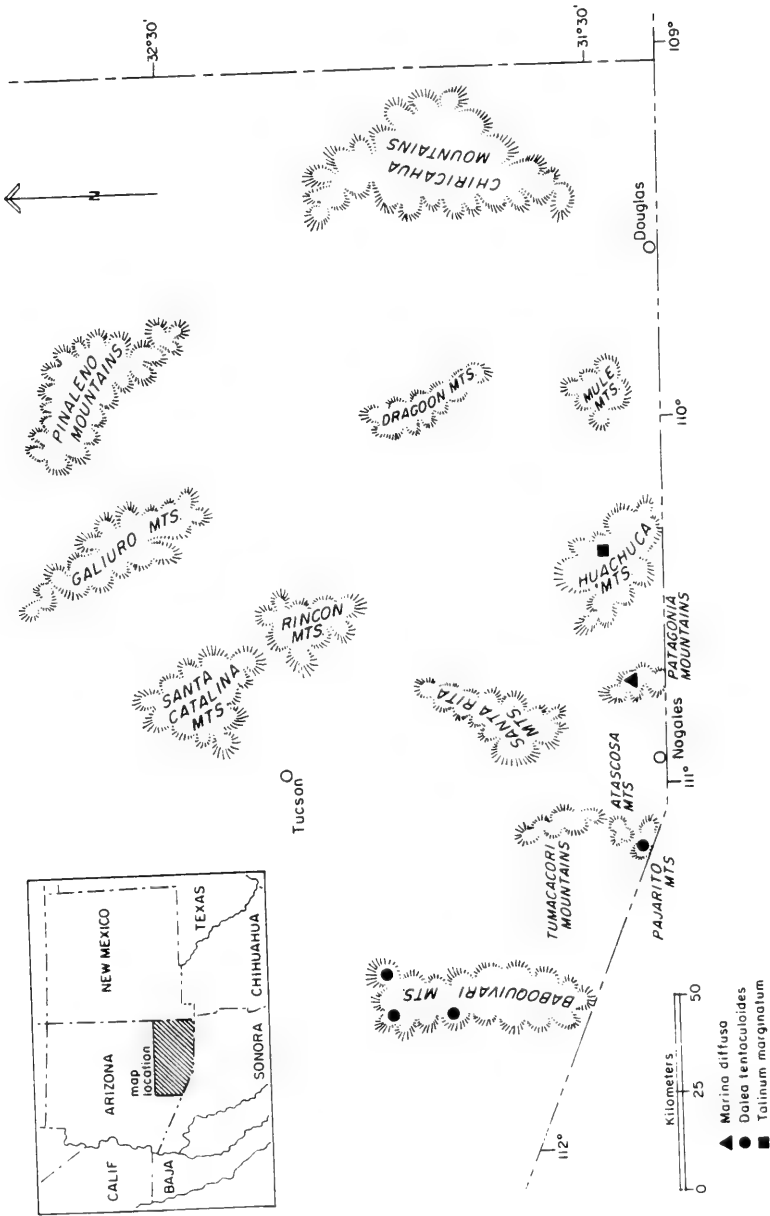 CALIF
ARIZONA
NEW MEXICO
map
location
BAJA
SONORA
CHIHUAHUA
TEXAS
N
32°30'
31°30'
109°
110°
111°
112°
PINALENO
MOUNTAINS
GALIURO MTS.
SANTA
CATALINA
MTS.
RINCON
MTS.
Tucson
CHIRICAHUA
MOUNTAINS
DRAGOON MTS.
MULE
MTS.
Douglas
HUACHUCA
MTS.
PATAGONIA
MOUNTAINS
SANTA RITA
MTS.
Nogales
ATASCOSA
MTS
TUMACACORI
MOUNTAINS
PAJARITO
MTS
BABOQUIVARI MTS
Kilometers
0 25 50
Marina diffusa
Dalea tentaculoides
Talinum marginatum